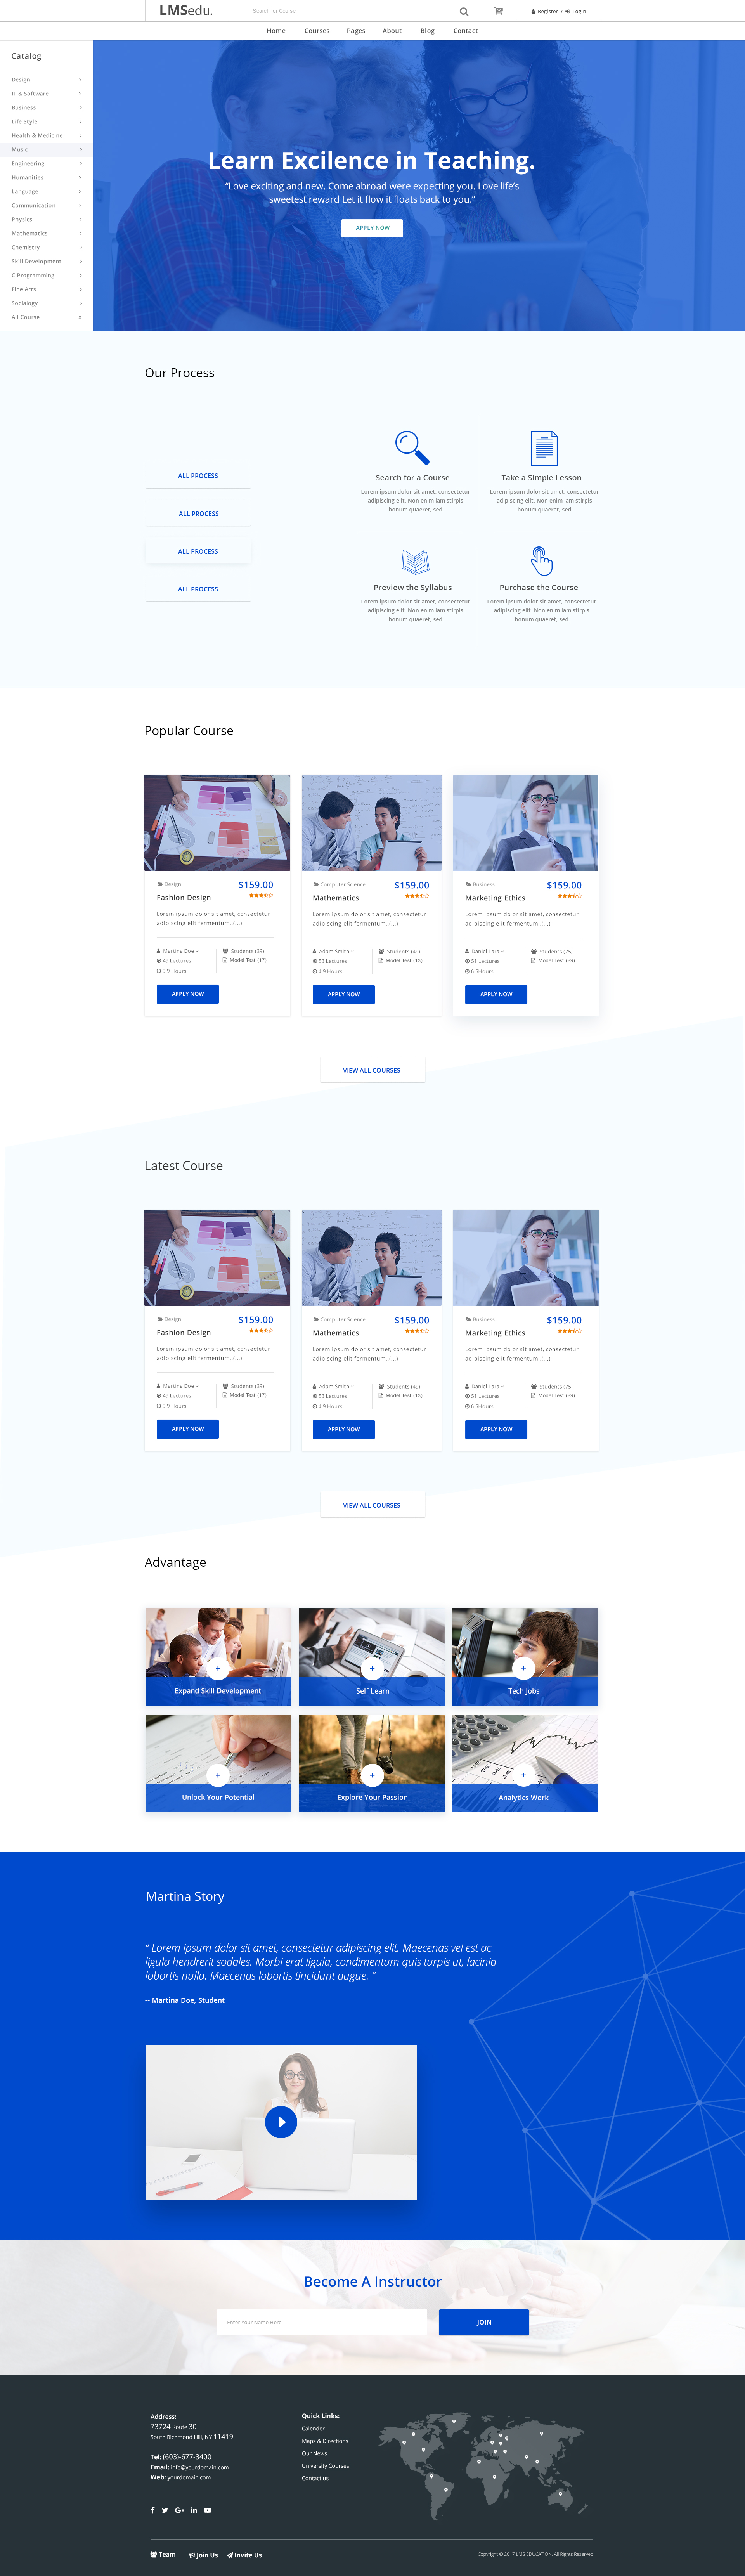 LMSedu.
Search for Course
Register / Login
Home Courses Pages About Blog Contact
Catalog
Design
IT & Software
Business
Life Style
Health & Medicine
Music
Engineering
Humanities
Language
Communication
Physics
Mathematics
Chemistry
Skill Development
C Programming
Fine Arts
Socialogy
All Course
Learn Excilence in Teaching.
“Love exciting and new. Come abroad were expecting you. Love life's
sweetest reward Let it flow it floats back to you.”
APPLY NOW
Our Process
ALL PROCESS
ALL PROCESS
ALL PROCESS
ALL PROCESS
Search for a Course
Lorem ipsum dolor sit amet, consectetur
adipiscing elit. Non enim iam stirpis
bonum quaeret, sed
Take a Simple Lesson
Lorem ipsum dolor sit amet, consectetur
adipiscing elit. Non enim iam stirpis
bonum quaeret, sed
Preview the Syllabus
Lorem ipsum dolor sit amet, consectetur
adipiscing elit. Non enim iam stirpis
bonum quaeret, sed
Purchase the Course
Lorem ipsum dolor sit amet, consectetur
adipiscing elit. Non enim iam stirpis
bonum quaeret, sed
Popular Course
Design $159.00
Fashion Design
Lorem ipsum dolor sit amet, consectetur
adipiscing elit fermentum..(...)
Martina Doe Students (39)
49 Lectures Model Test (17)
5.9 Hours
APPLY NOW
Computer Science $159.00
Mathematics
Lorem ipsum dolor sit amet, consectetur
adipiscing elit fermentum..(...)
Adam Smith Students (49)
53 Lectures Model Test (13)
4.9 Hours
APPLY NOW
Business $159.00
Marketing Ethics
Lorem ipsum dolor sit amet, consectetur
adipiscing elit fermentum..(...)
Daniel Lara Students (75)
51 Lectures Model Test (29)
6.5Hours
APPLY NOW
VIEW ALL COURSES
Latest Course
Design $159.00
Fashion Design
Lorem ipsum dolor sit amet, consectetur
adipiscing elit fermentum..(...)
Martina Doe Students (39)
49 Lectures Model Test (17)
5.9 Hours
APPLY NOW
Computer Science $159.00
Mathematics
Lorem ipsum dolor sit amet, consectetur
adipiscing elit fermentum..(...)
Adam Smith Students (49)
53 Lectures Model Test (13)
4.9 Hours
APPLY NOW
Business $159.00
Marketing Ethics
Lorem ipsum dolor sit amet, consectetur
adipiscing elit fermentum..(...)
Daniel Lara Students (75)
51 Lectures Model Test (29)
6.5Hours
APPLY NOW
VIEW ALL COURSES
Advantage
Expand Skill Development
Self Learn
Tech Jobs
Unlock Your Potential
Explore Your Passion
Analytics Work
Martina Story
“ Lorem ipsum dolor sit amet, consectetur adipiscing elit. Maecenas vel est ac
ligula hendrerit sodales. Morbi erat ligula, condimentum quis turpis ut, lacinia
lobortis nulla. Maecenas lobortis tincidunt augue. ”
-- Martina Doe, Student
Become A Instructor
Enter Your Name Here
JOIN
Address:
73724 Route 30
South Richmond Hill, NY 11419
Tel: (603)-677-3400
Email: info@yourdomain.com
Web: yourdomain.com
Quick Links:
Calender
Maps & Directions
Our News
University Courses
Contact us
Team Join Us Invite Us
Copyright © 2017 LMS EDUCATION, All Rights Reserved